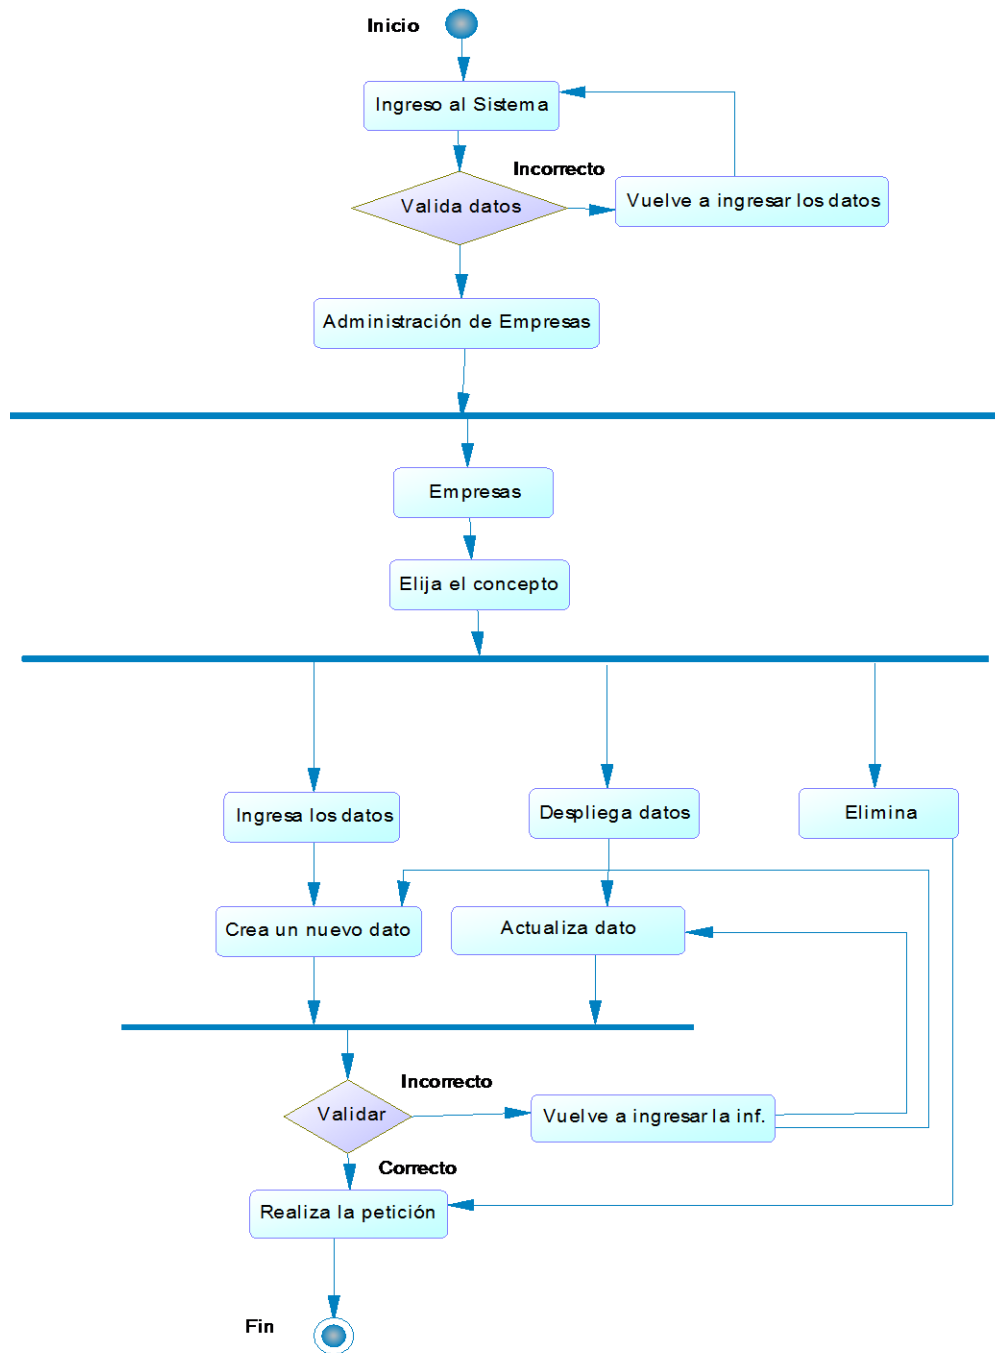 Inicio
Ingreso al Sistema
Incorrecto
Valida datos
Vuelve a ingresar los datos
Administración de Empresas
Empresas
Elija el concepto
Ingresa los datos
Despliega datos
Elimina
Crea un nuevo dato
Actualiza dato
Incorrecto
Validar
Vuelve a ingresar la inf.
Correcto
Realiza la petición
Fin